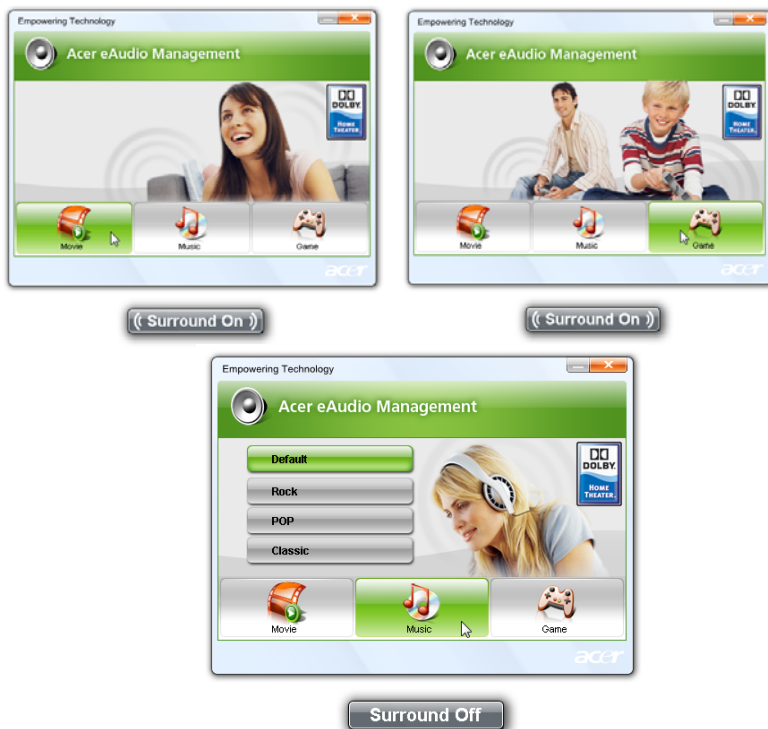 Empowering Technology
Acer eAudio Management
DOLBY
HOME
THEATER
Movie
Music
Game
acer
(( Surround On ))
Empowering Technology
Acer eAudio Management
DOLBY
HOME
THEATER
Movie
Music
Game
acer
(( Surround On ))
Empowering Technology
Acer eAudio Management
Default
Rock
POP
Classic
DOLBY
HOME
THEATER
Movie
Music
Game
acer
Surround Off